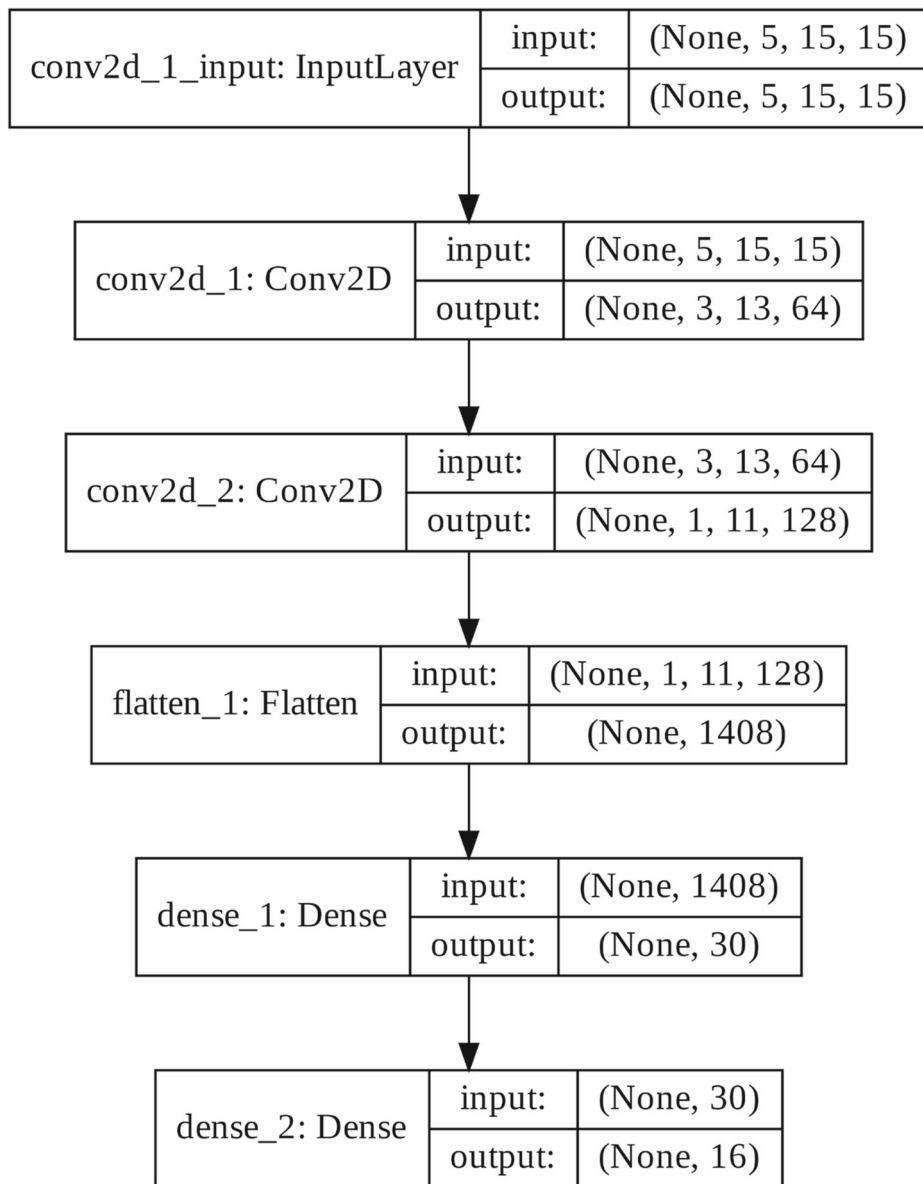 conv2d_1_input: InputLayer
input: (None, 5, 15, 15)
output: (None, 5, 15, 15)
conv2d_1: Conv2D
input: (None, 5, 15, 15)
output: (None, 3, 13, 64)
conv2d_2: Conv2D
input: (None, 3, 13, 64)
output: (None, 1, 11, 128)
flatten_1: Flatten
input: (None, 1, 11, 128)
output: (None, 1408)
dense_1: Dense
input: (None, 1408)
output: (None, 30)
dense_2: Dense
input: (None, 30)
output: (None, 16)